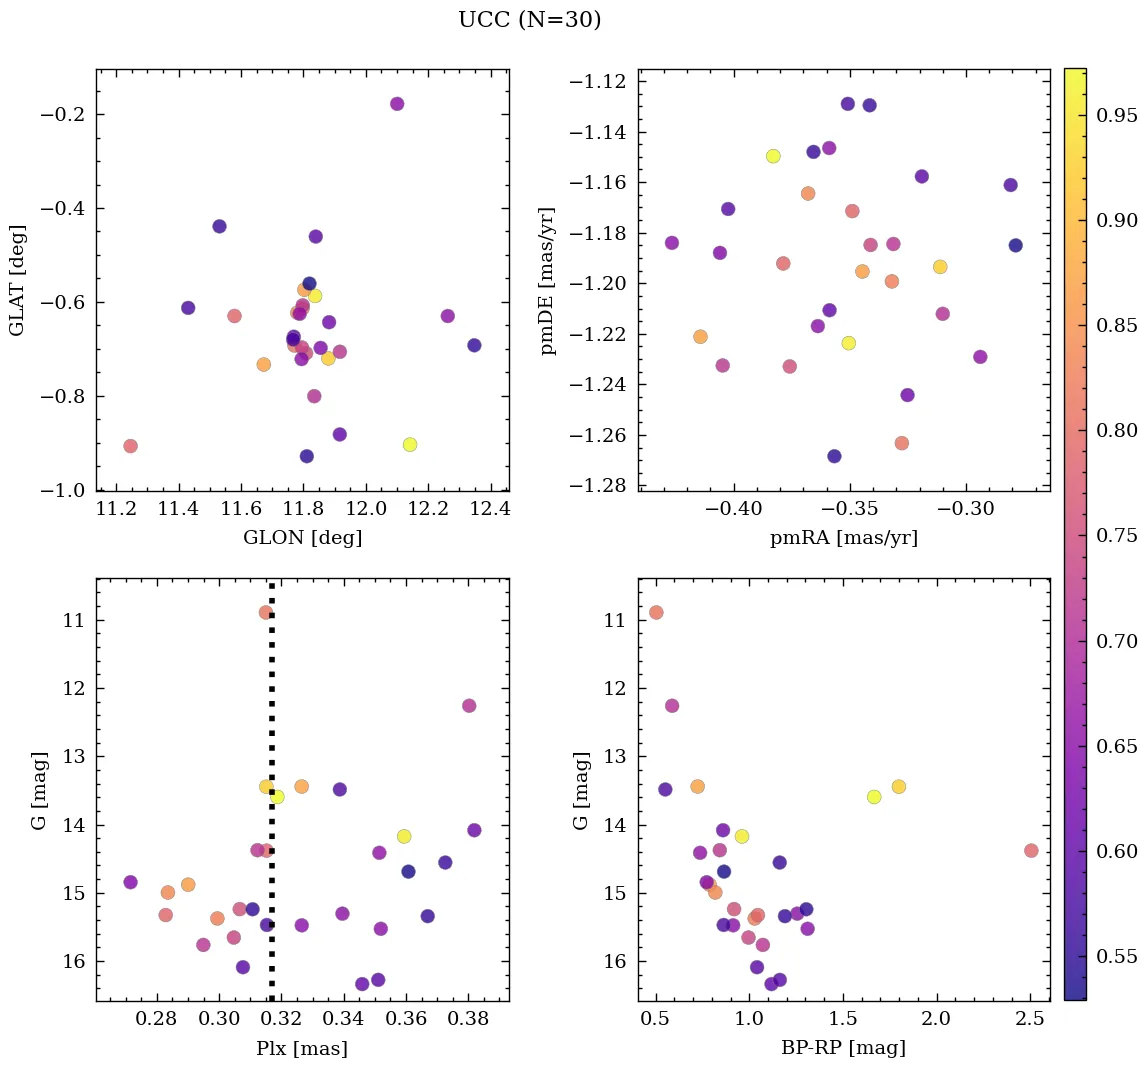 UCC (N=30)
−0.2
−0.4
−0.6
−0.8
−1.0
GLAT [deg]
11.2 11.4 11.6 11.8 12.0 12.2 12.4
GLON [deg]
−1.12
−1.14
−1.16
−1.18
−1.20
−1.22
−1.24
−1.26
−1.28
pmDE [mas/yr]
−0.40 −0.35 −0.30
pmRA [mas/yr]
11
12
13
14
15
16
G [mag]
0.28 0.30 0.32 0.34 0.36 0.38
Plx [mas]
11
12
13
14
15
16
G [mag]
0.5 1.0 1.5 2.0 2.5
BP-RP [mag]
0.95
0.90
0.85
0.80
0.75
0.70
0.65
0.60
0.55